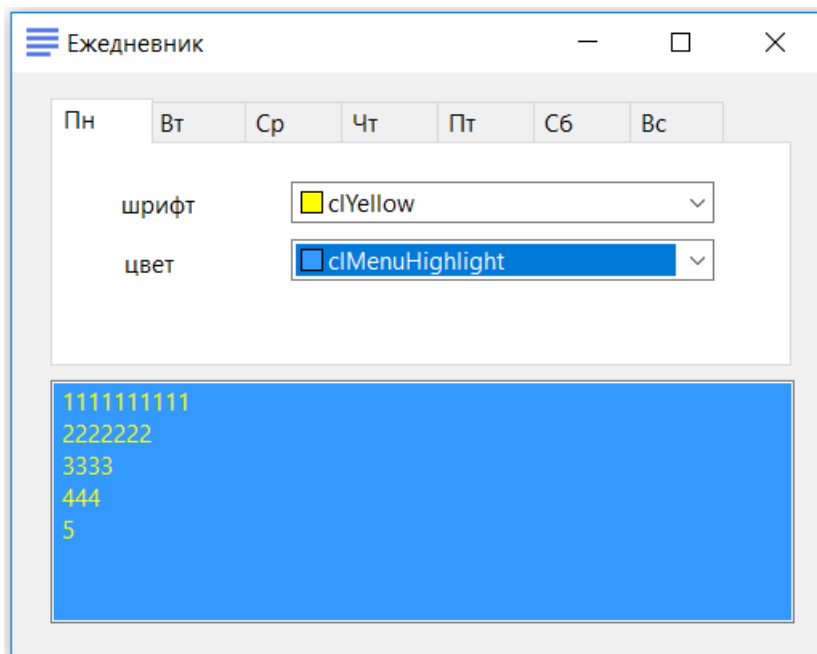 Ежедневник
Пн Вт Ср Чт Пт Сб Вс
шрифт clYellow
цвет clMenuHighlight
1111111111
2222222
3333
444
5